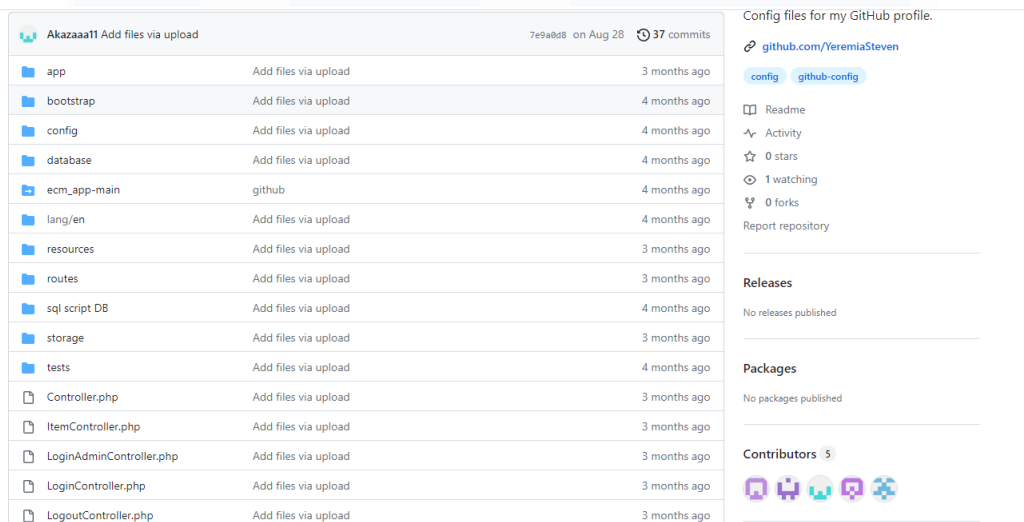 Akazaaa11 Add files via upload 7e9a0d8 on Aug 28 37 commits
app Add files via upload 3 months ago
bootstrap Add files via upload 4 months ago
config Add files via upload 4 months ago
database Add files via upload 4 months ago
ecm_app-main github 4 months ago
lang/en Add files via upload 4 months ago
resources Add files via upload 3 months ago
routes Add files via upload 3 months ago
sql script DB Add files via upload 4 months ago
storage Add files via upload 3 months ago
tests Add files via upload 4 months ago
Controller.php Add files via upload 3 months ago
ItemController.php Add files via upload 3 months ago
LoginAdminController.php Add files via upload 3 months ago
LoginController.php Add files via upload 3 months ago
LogoutController.php Add files via upload 3 months ago
Config files for my GitHub profile.
github.com/YeremiaSteven
config github-config
Readme
Activity
0 stars
1 watching
0 forks
Report repository
Releases
No releases published
Packages
No packages published
Contributors 5